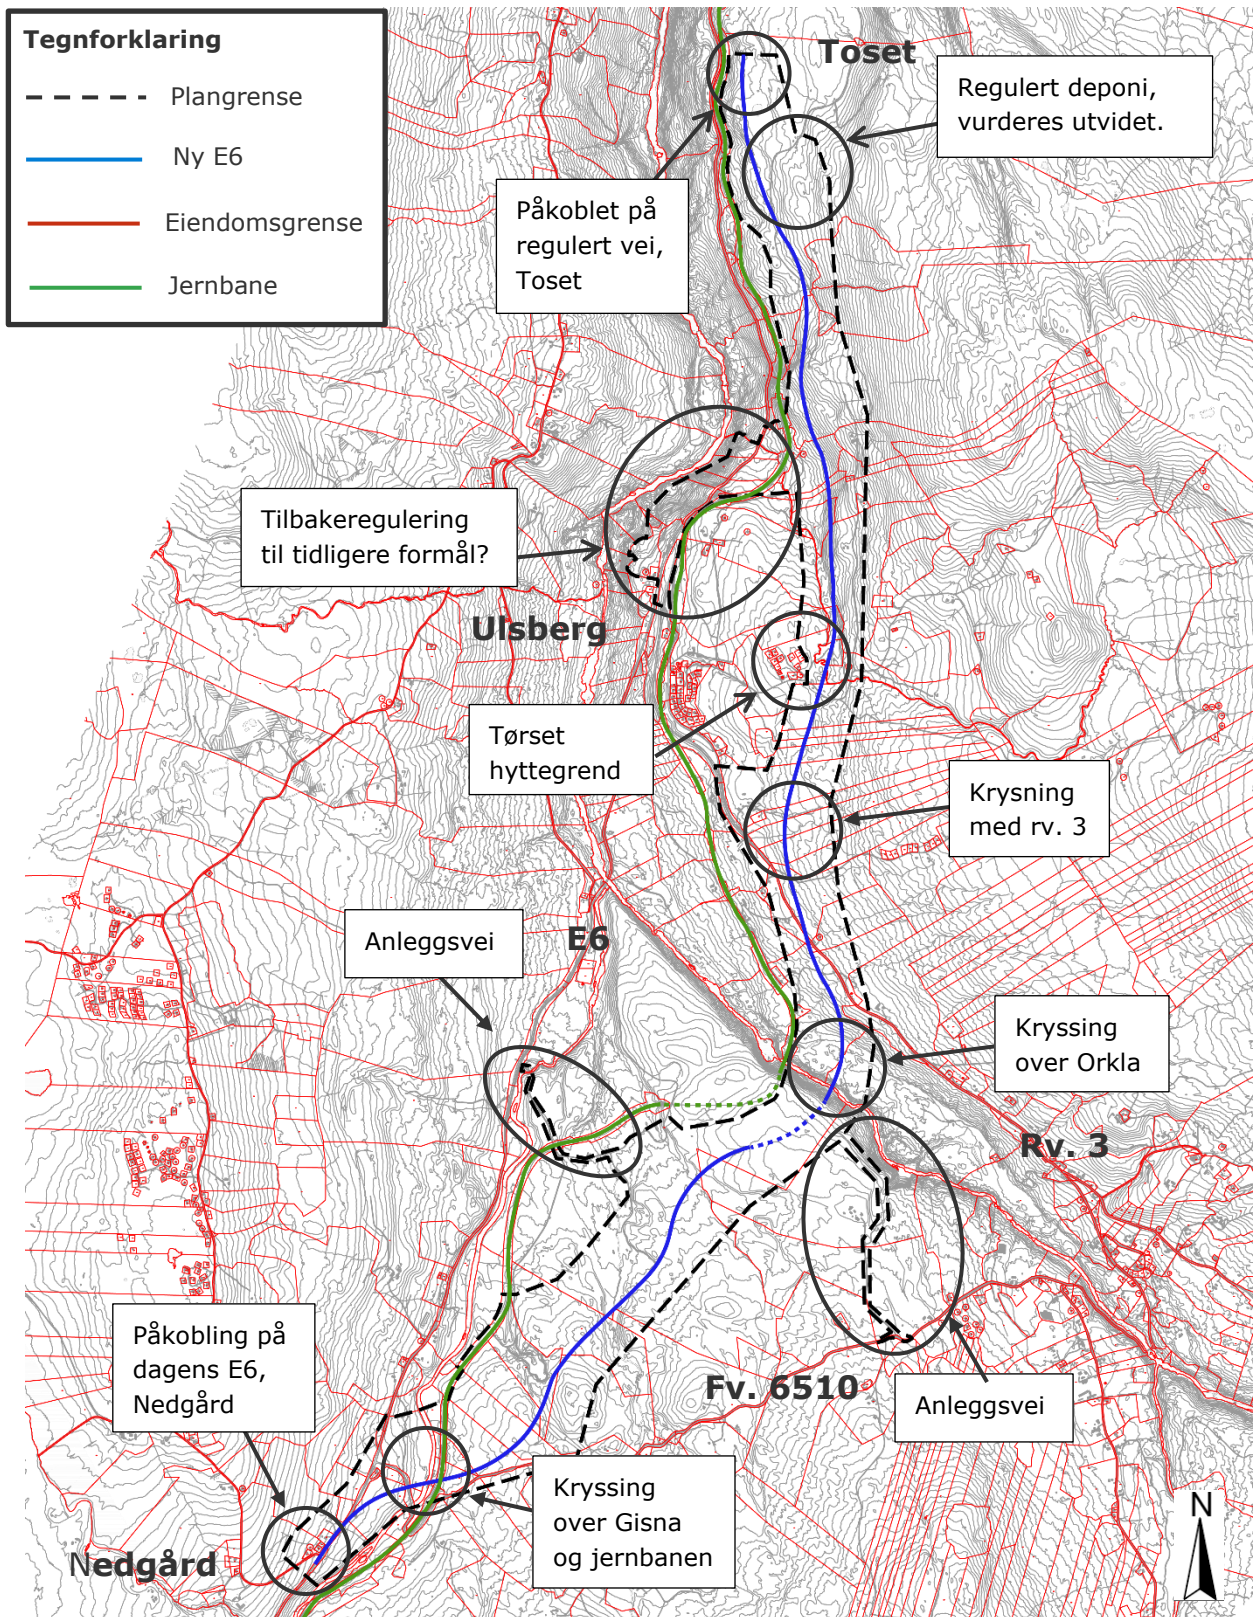 Tegnforklaring
Plangrense
Ny E6
Eiendomsgrense
Jernbane
Toset
Regulert deponi,
vurderes utvidet.
Påkoblet på
regulert vei,
Toset
Tilbakeregulering
til tidligere formål?
Ulsberg
Tørset
hyttegrend
Krysning
med rv. 3
Anleggsvei
E6
Kryssing
over Orkla
Rv. 3
Påkobling på
dagens E6,
Nedgård
Fv. 6510
Anleggsvei
Kryssing
over Gisna
og jernbanen
Nedgård
N